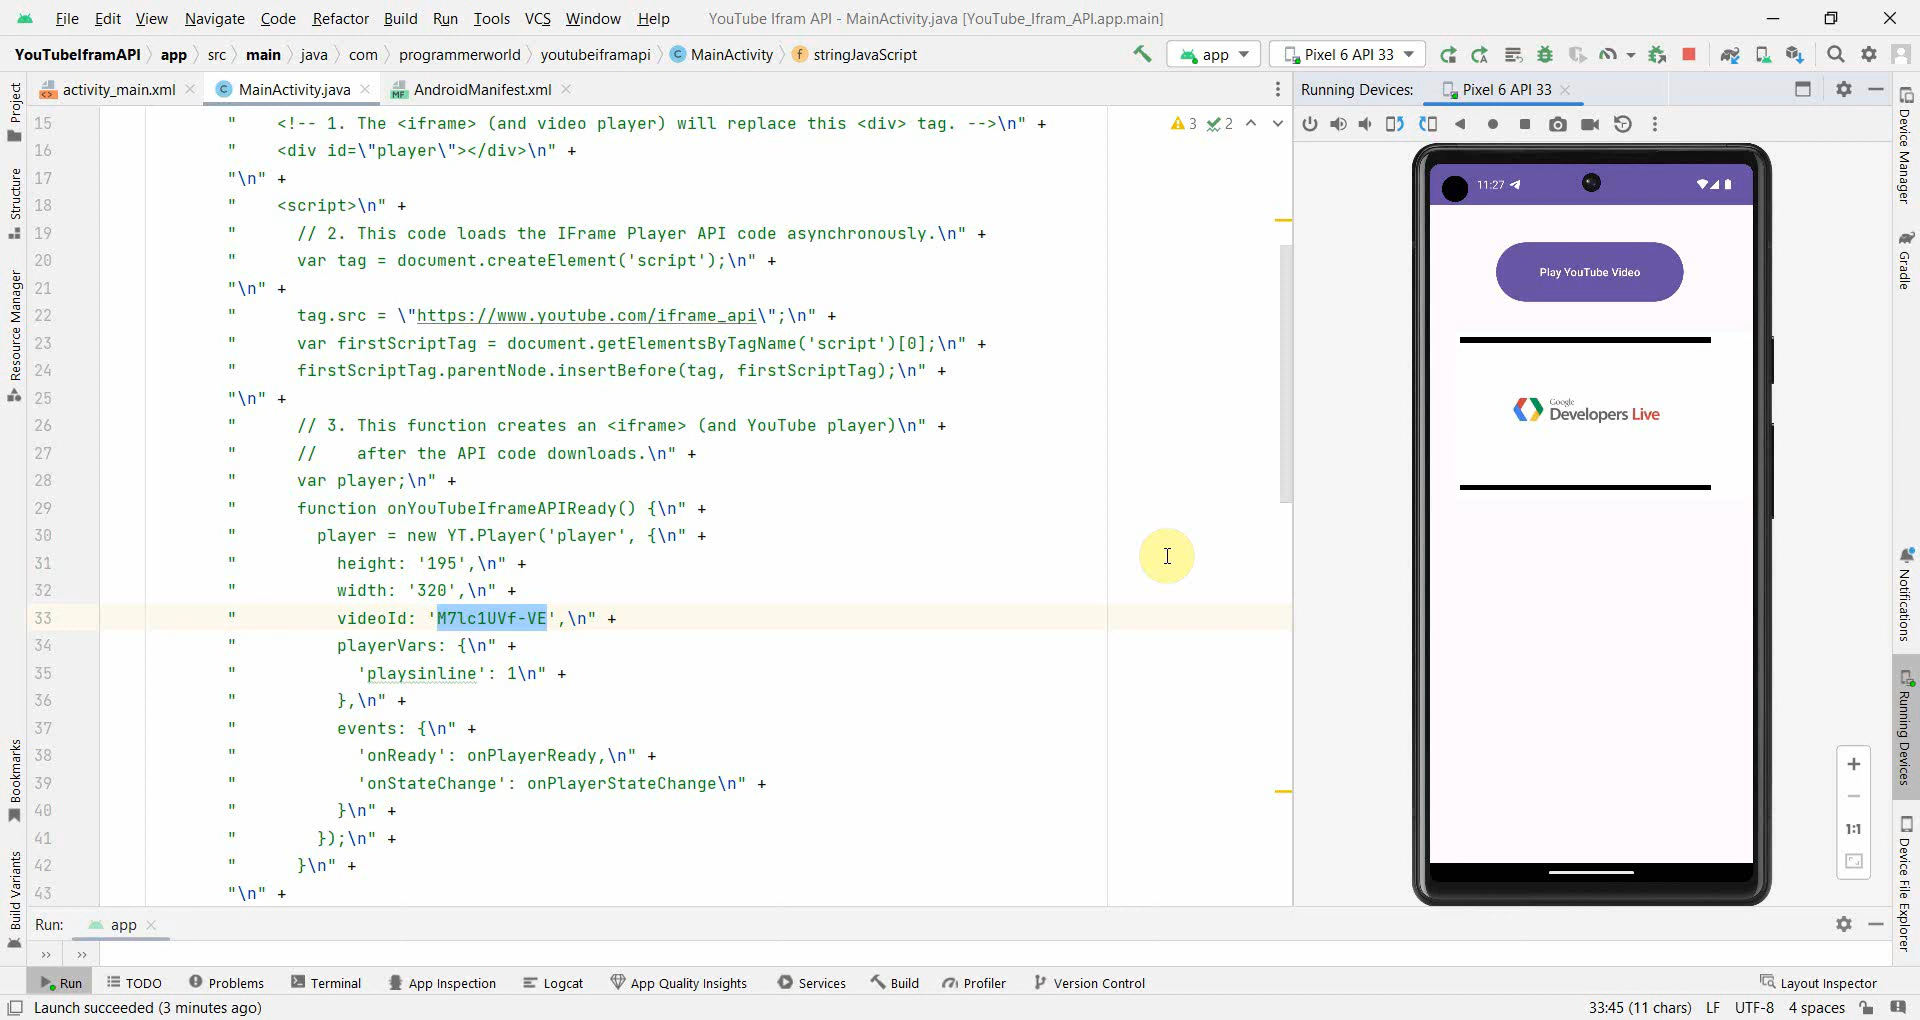 File Edit View Navigate Code Refactor Build Run Tools VCS Window Help YouTube Ifram API - MainActivity.java [YouTube_Ifram_API.app.main]
YouTubeIframAPI app src main java com programmerworld youtubeiframapi C MainActivity f stringJavaScript app Pixel 6 API 33
activity_main.xml C MainActivity.java MF AndroidManifest.xml Running Devices: Pixel 6 API 33
3 2
15 "     <!-- 1. The <iframe> (and video player) will replace this <div> tag. -->\n" +
16 "     <div id=\"player\"></div>\n" +
17 "\n" +
18 "     <script>\n" +
19 "       // 2. This code loads the IFrame Player API code asynchronously.\n" +
20 "       var tag = document.createElement('script');\n" +
21 "\n" +
22 "       tag.src = \"https://www.youtube.com/iframe_api\";\n" +
23 "       var firstScriptTag = document.getElementsByTagName('script')[0];\n" +
24 "       firstScriptTag.parentNode.insertBefore(tag, firstScriptTag);\n" +
25 "\n" +
26 "       // 3. This function creates an <iframe> (and YouTube player)\n" +
27 "       //    after the API code downloads.\n" +
28 "       var player;\n" +
29 "       function onYouTubeIframeAPIReady() {\n" +
30 "         player = new YT.Player('player', {\n" +
31 "           height: '195',\n" +
32 "           width: '320',\n" +
33 "           videoId: 'M7lc1UVf-VE',\n" +
34 "           playerVars: {\n" +
35 "             'playsinline': 1\n" +
36 "           },\n" +
37 "           events: {\n" +
38 "             'onReady': onPlayerReady,\n" +
39 "             'onStateChange': onPlayerStateChange\n" +
40 "           }\n" +
41 "         });\n" +
42 "       }\n" +
43 "\n" +
11:27
Play YouTube Video
Google
Developers Live
1:1
Project
Structure
Resource Manager
Bookmarks
Build Variants
Device Manager
Gradle
Notifications
Running Devices
Device File Explorer
Run: app
>> >>
Run TODO Problems Terminal App Inspection Logcat App Quality Insights Services Build Profiler Version Control Layout Inspector
Launch succeeded (3 minutes ago) 33:45 (11 chars) LF UTF-8 4 spaces